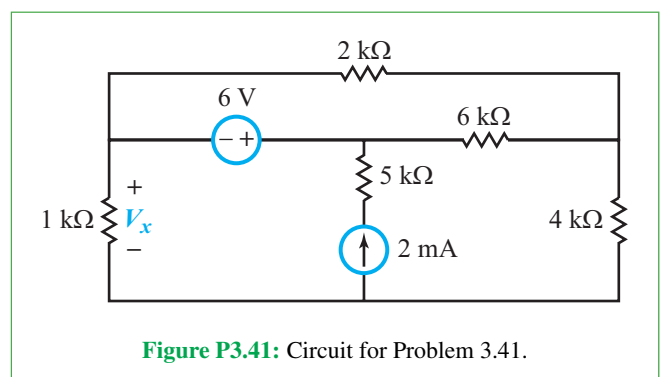 2 kΩ
6 V
6 kΩ
− +
5 kΩ
+
1 kΩ
Vx
4 kΩ
−
2 mA
Figure P3.41: Circuit for Problem 3.41.